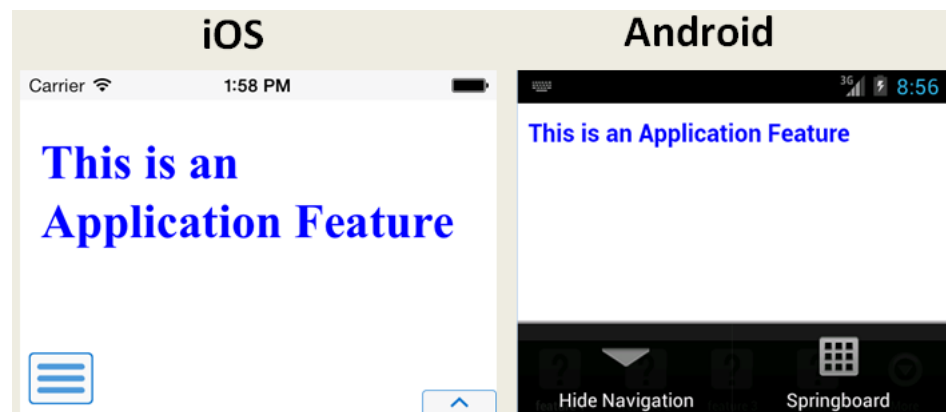 iOS
Android
Carrier
1:58 PM
This is an
Application Feature
3G
8:56
This is an Application Feature
Hide Navigation
Springboard